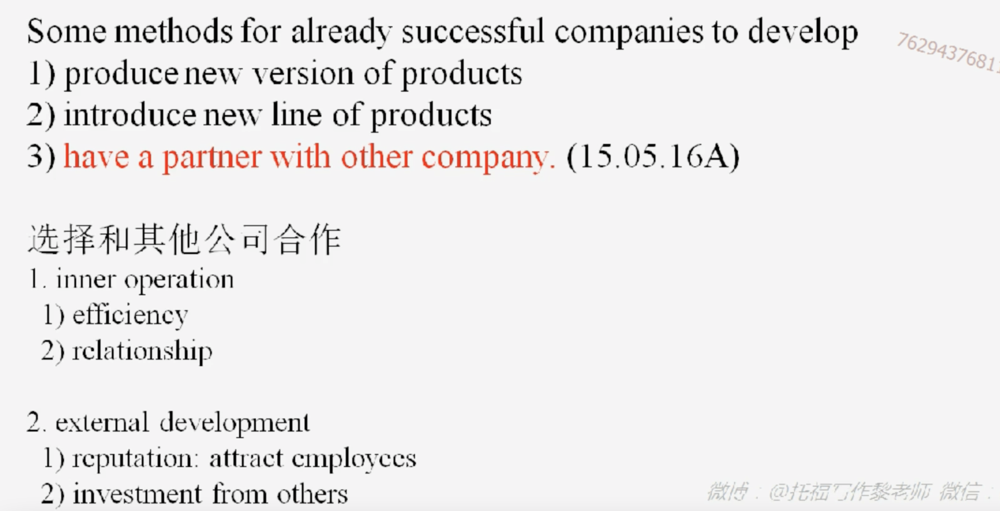 Some methods for already successful companies to develop
1) produce new version of products
2) introduce new line of products
3) have a partner with other company. (15.05.16A)
选择和其他公司合作
1. inner operation
1) efficiency
2) relationship
2. external development
1) reputation: attract employees
2) investment from others
微博：@托福写作黎老师 微信：